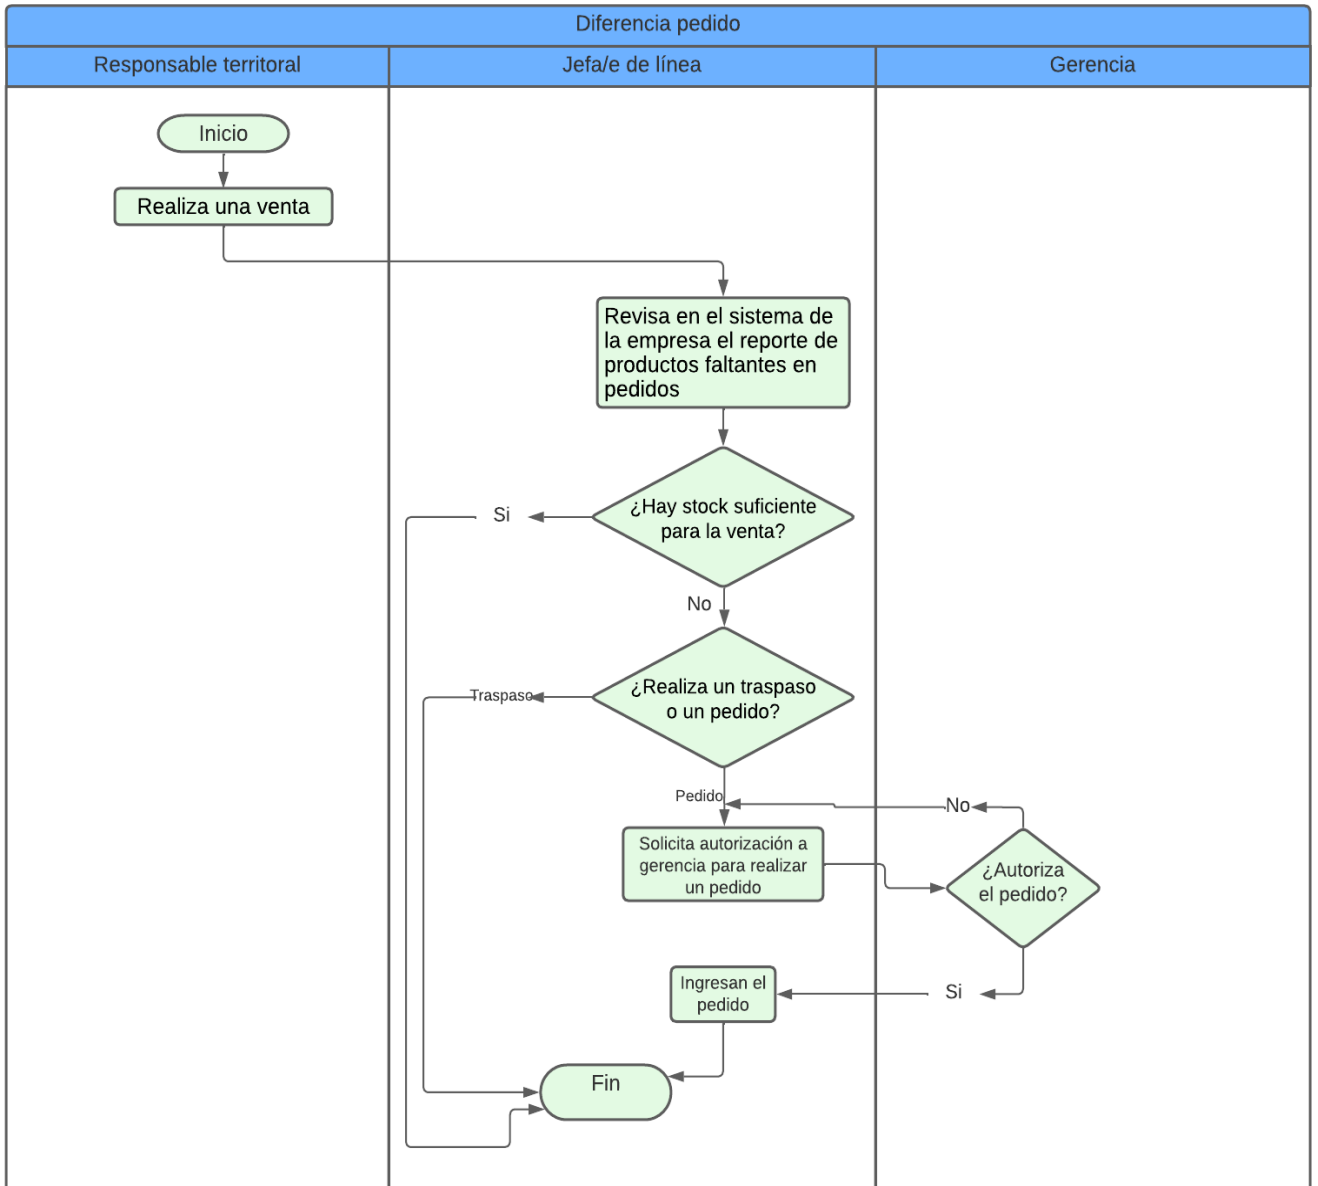 Diferencia pedido
Responsable territoral
Jefa/e de línea
Gerencia
Inicio
Realiza una venta
Revisa en el sistema de
la empresa el reporte de
productos faltantes en
pedidos
¿Hay stock suficiente
para la venta?
Si
No
¿Realiza un traspaso
o un pedido?
Traspaso
Pedido
No
Solicita autorización a
gerencia para realizar
un pedido
¿Autoriza
el pedido?
Ingresan el
pedido
Si
Fin